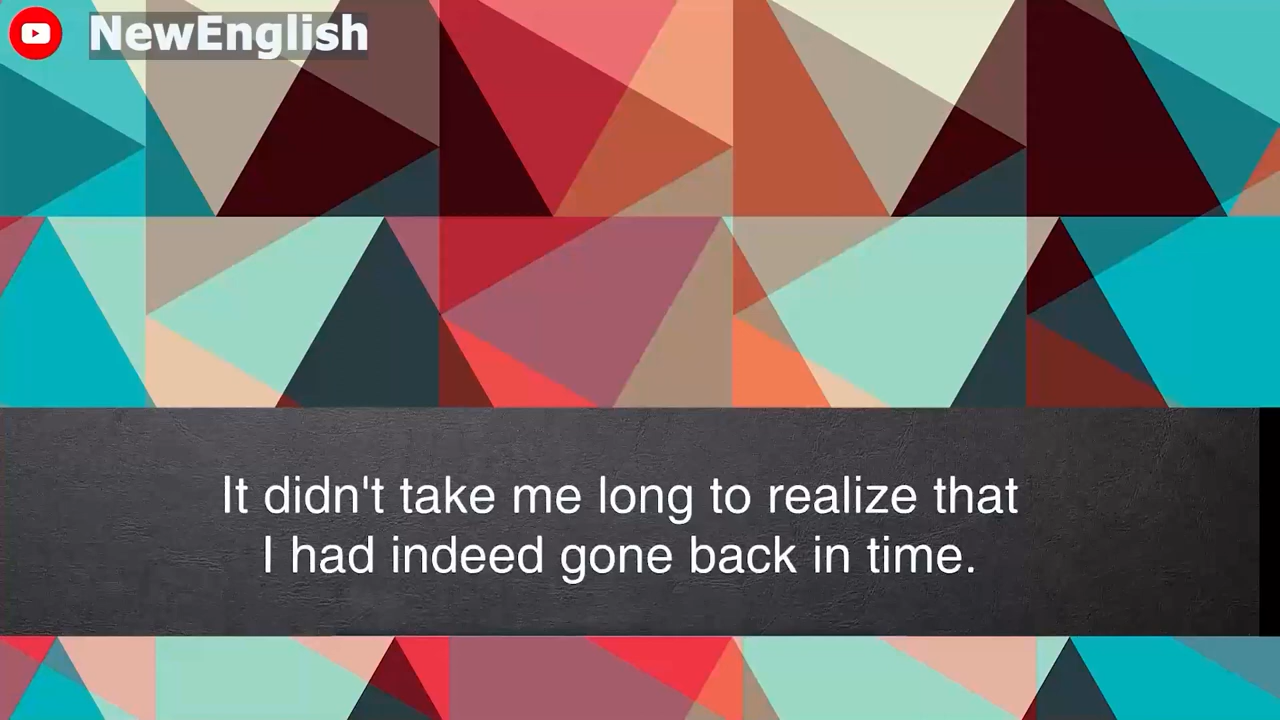 NewEnglish
It didn't take me long to realize that
I had indeed gone back in time.